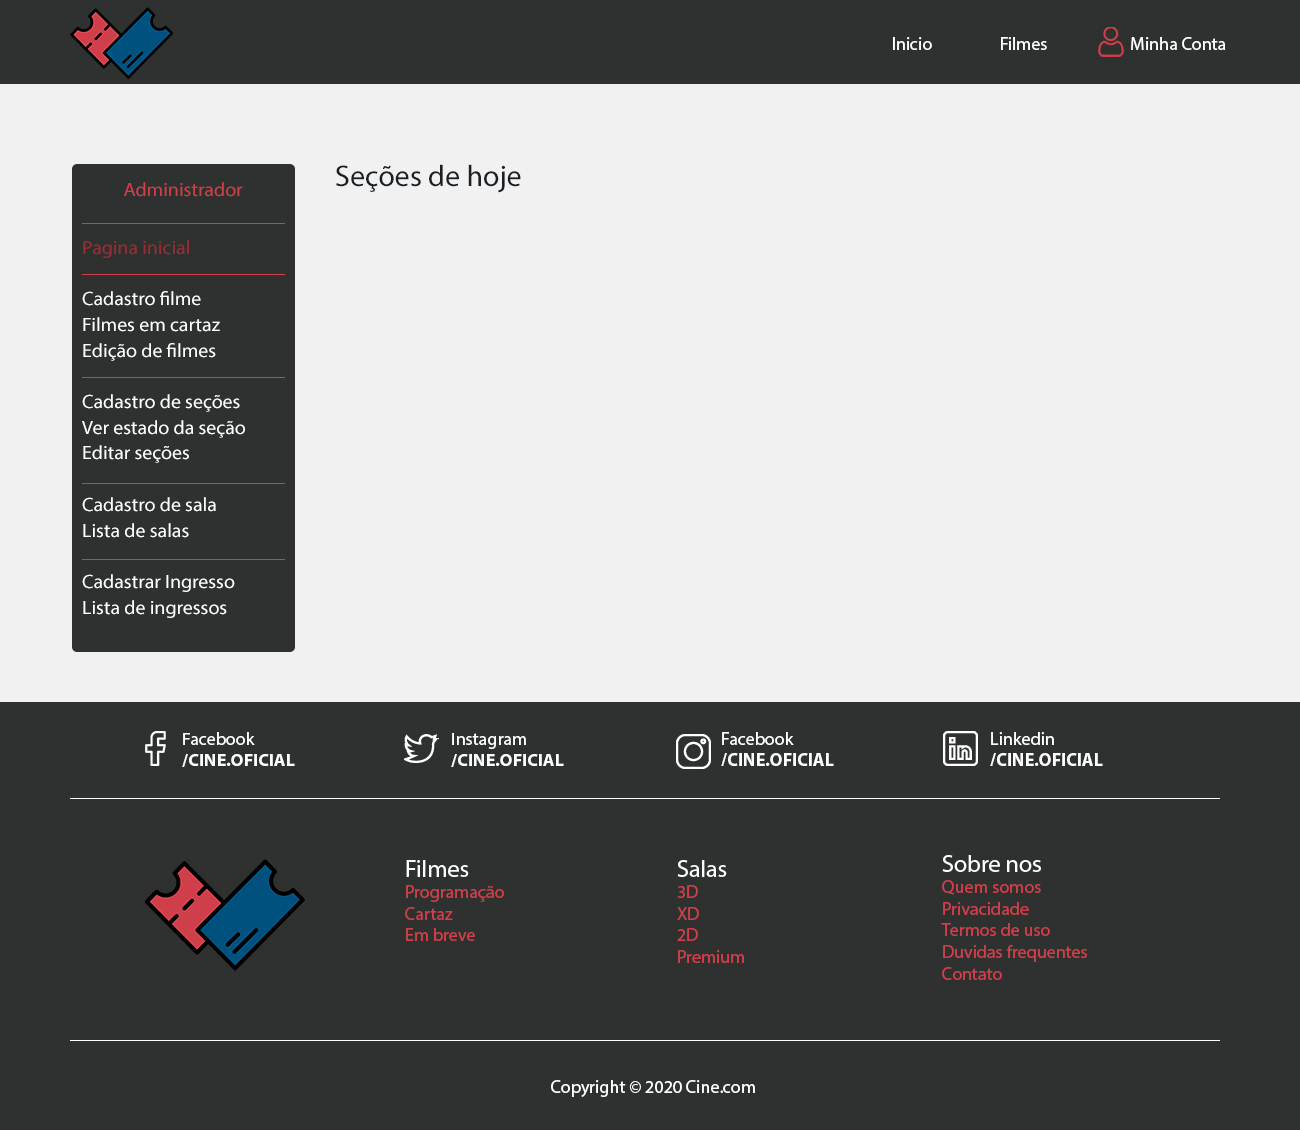 Inicio
Filmes
Minha Conta
Administrador
Pagina inicial
Cadastro filme
Filmes em cartaz
Edição de filmes
Cadastro de seções
Ver estado da seção
Editar seções
Cadastro de sala
Lista de salas
Cadastrar Ingresso
Lista de ingressos
Seções de hoje
Facebook
/CINE.OFICIAL
Instagram
/CINE.OFICIAL
Facebook
/CINE.OFICIAL
Linkedin
/CINE.OFICIAL
Filmes
Programação
Cartaz
Em breve
Salas
3D
XD
2D
Premium
Sobre nos
Quem somos
Privacidade
Termos de uso
Duvidas frequentes
Contato
Copyright © 2020 Cine.com